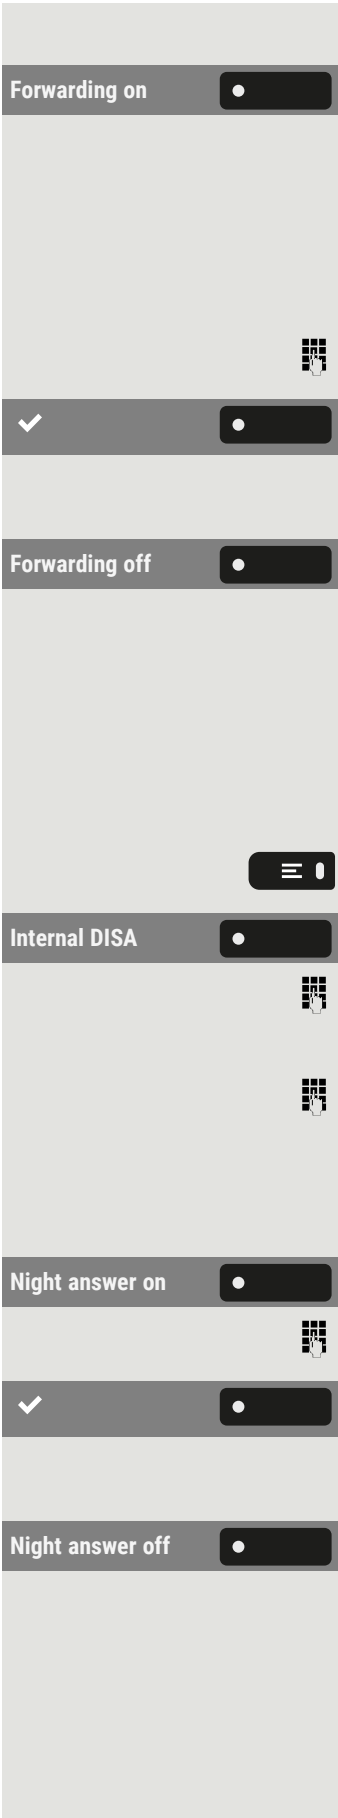 Forwarding on
Forwarding off
Internal DISA
Night answer on
Night answer off